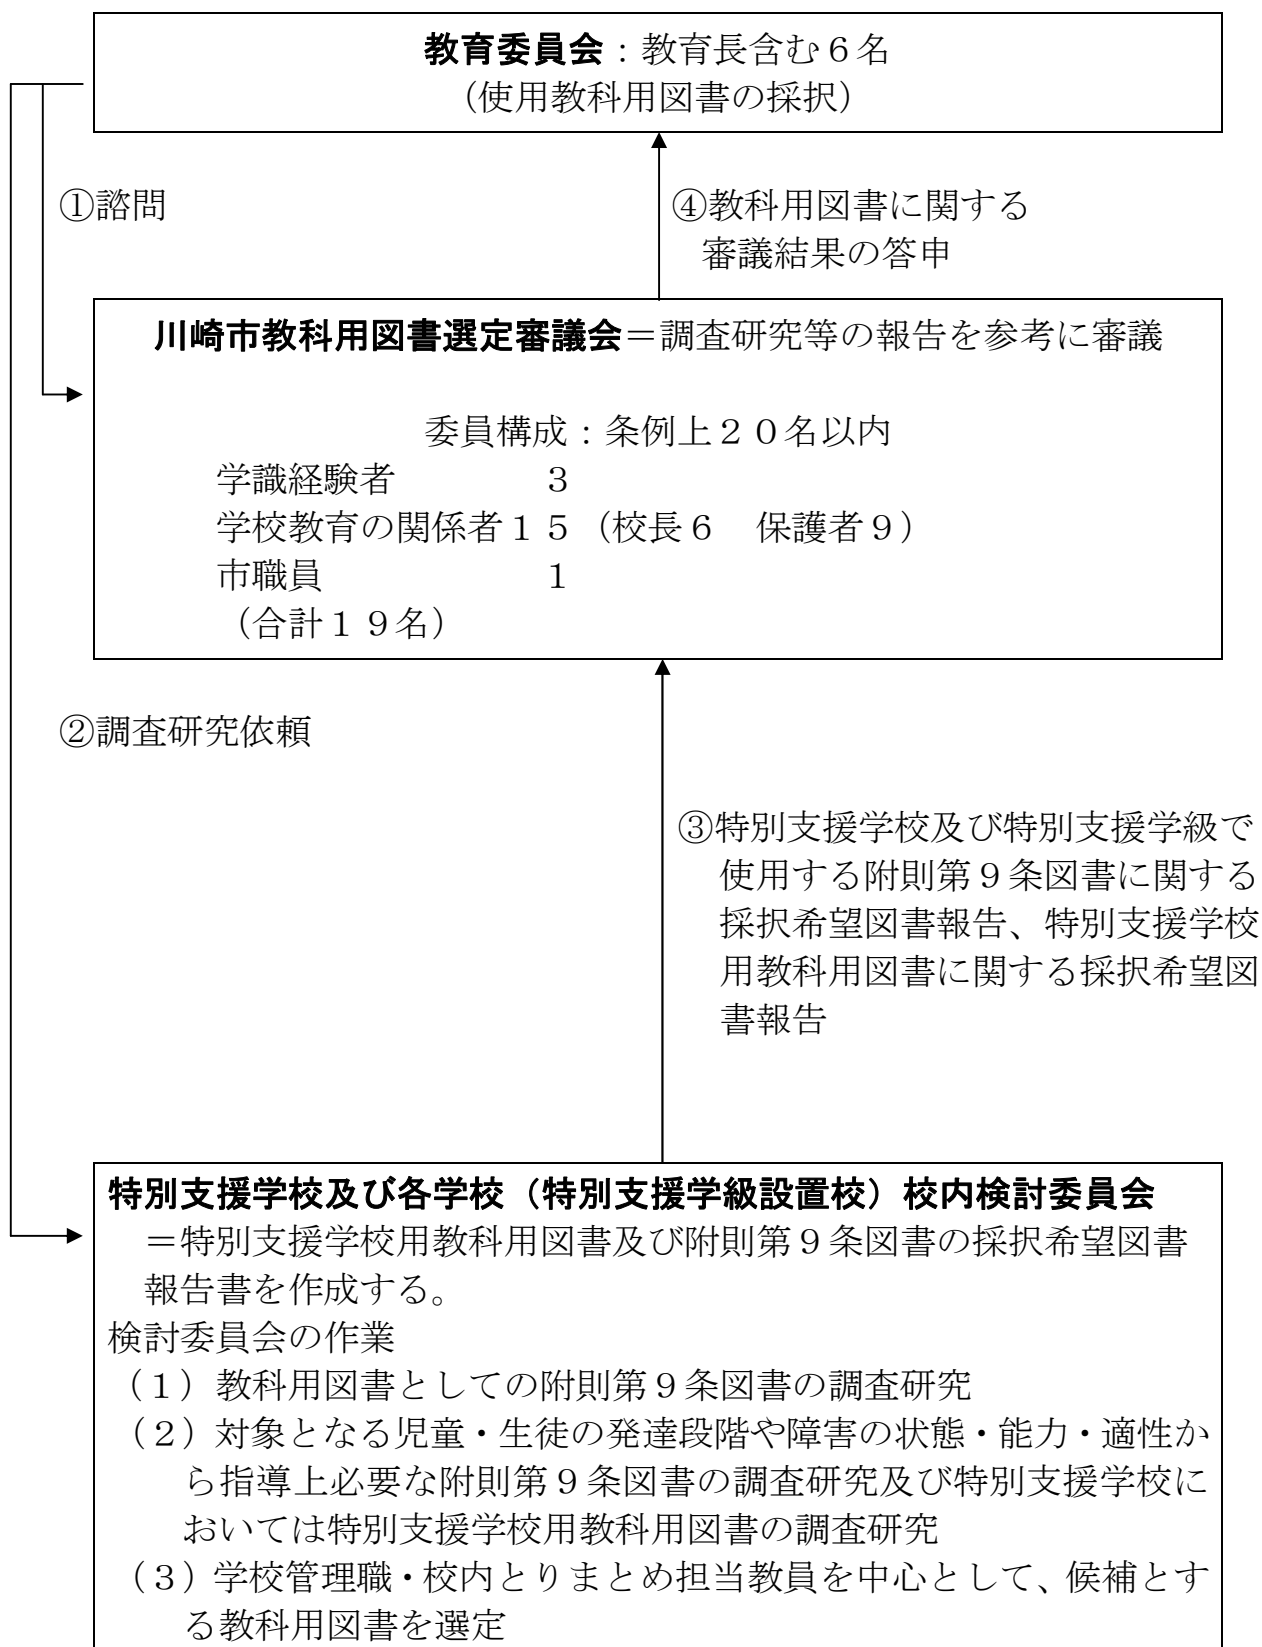 教育委員会：教育長含む６名
（使用教科用図書の採択）
①諮問
④教科用図書に関する
審議結果の答申
川崎市教科用図書選定審議会＝調査研究等の報告を参考に審議
委員構成：条例上２０名以内
学識経験者　　　　３
学校教育の関係者１５（校長６　保護者９）
市職員　　　　　　１
（合計１９名）
②調査研究依頼
③特別支援学校及び特別支援学級で
使用する附則第９条図書に関する
採択希望図書報告、特別支援学校
用教科用図書に関する採択希望図
書報告
特別支援学校及び各学校（特別支援学級設置校）校内検討委員会
＝特別支援学校用教科用図書及び附則第９条図書の採択希望図書
報告書を作成する。
検討委員会の作業
（１）教科用図書としての附則第９条図書の調査研究
（２）対象となる児童・生徒の発達段階や障害の状態・能力・適性か
ら指導上必要な附則第９条図書の調査研究及び特別支援学校に
おいては特別支援学校用教科用図書の調査研究
（３）学校管理職・校内とりまとめ担当教員を中心として、候補とす
る教科用図書を選定